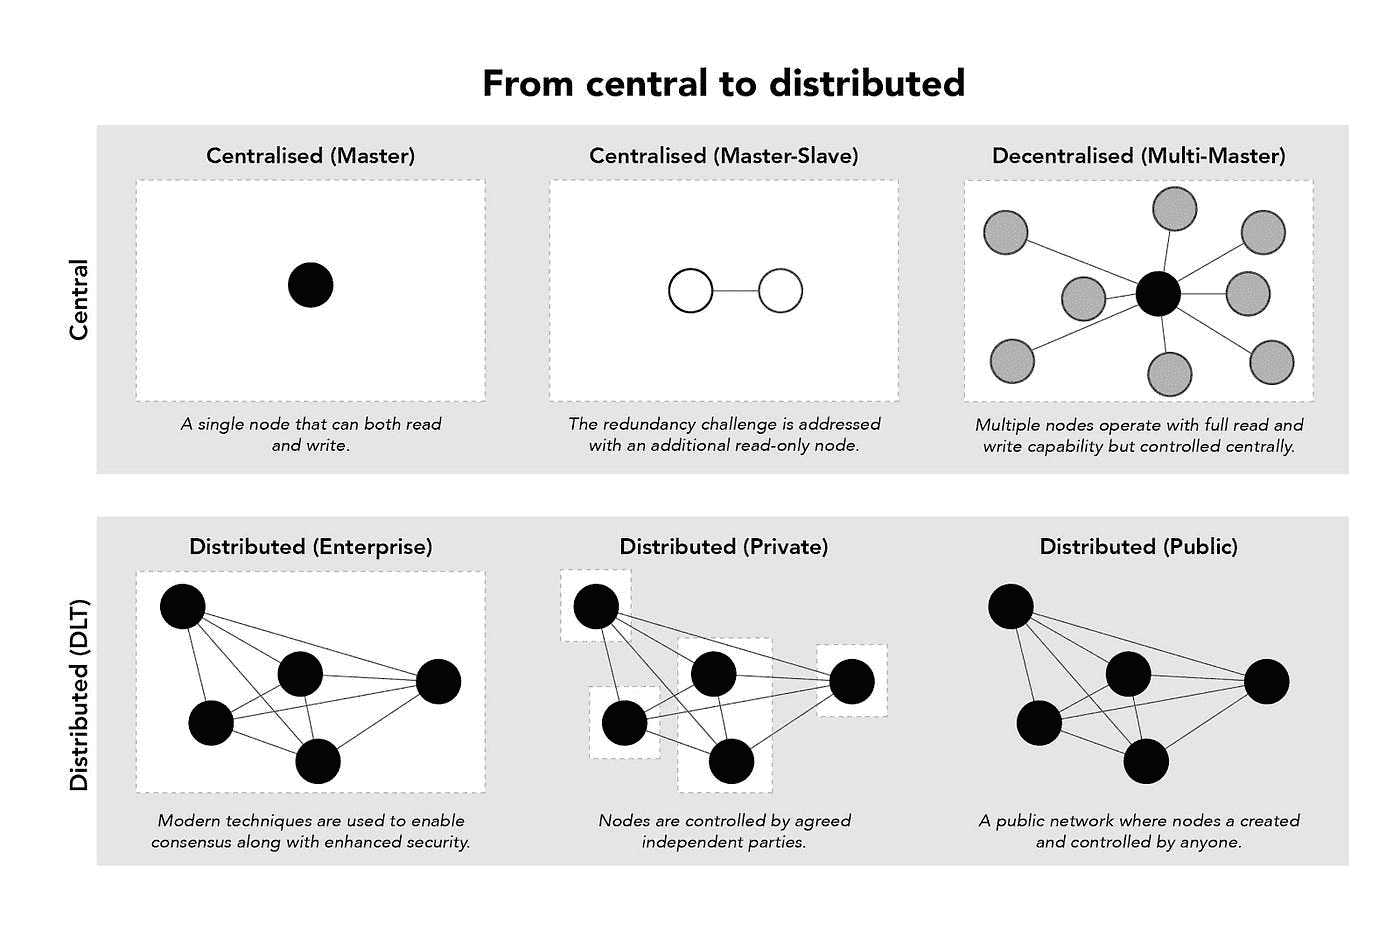 From central to distributed
Central
Centralised (Master)
A single node that can both read
and write.
Centralised (Master-Slave)
The redundancy challenge is addressed
with an additional read-only node.
Decentralised (Multi-Master)
Multiple nodes operate with full read and
write capability but controlled centrally.
Distributed (DLT)
Distributed (Enterprise)
Modern techniques are used to enable
consensus along with enhanced security.
Distributed (Private)
Nodes are controlled by agreed
independent parties.
Distributed (Public)
A public network where nodes a created
and controlled by anyone.